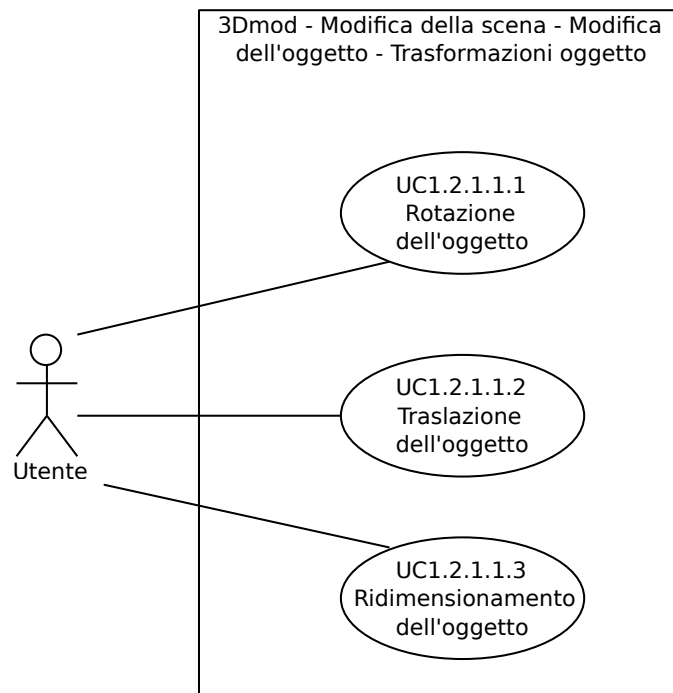 3Dmod - Modifica della scena - Modifica
dell'oggetto - Trasformazioni oggetto
UC1.2.1.1.1
Rotazione
dell'oggetto
UC1.2.1.1.2
Traslazione
dell'oggetto
Utente
UC1.2.1.1.3
Ridimensionamento
dell'oggetto